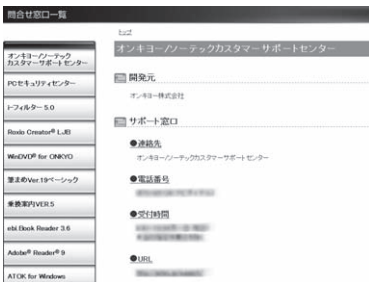 問合せ窓口一覧
トップ
オンキヨー/ソーテックカスタマーサポートセンター
オンキヨー/ソーテック
カスタマーサポートセンター
PCセキュリティセンター
i-フィルター 5.0
Roxio Creator® LJB
WinDVD® for ONKYO
筆まめVer.19ベーシック
乗換案内VER.5
ebi.Book Reader 3.6
Adobe® Reader® 9
ATOK for Windows
開発元
オンキヨー株式会社
サポート窓口
●連絡先
オンキヨー/ソーテックカスタマーサポートセンター
●電話番号
●受付時間
●URL